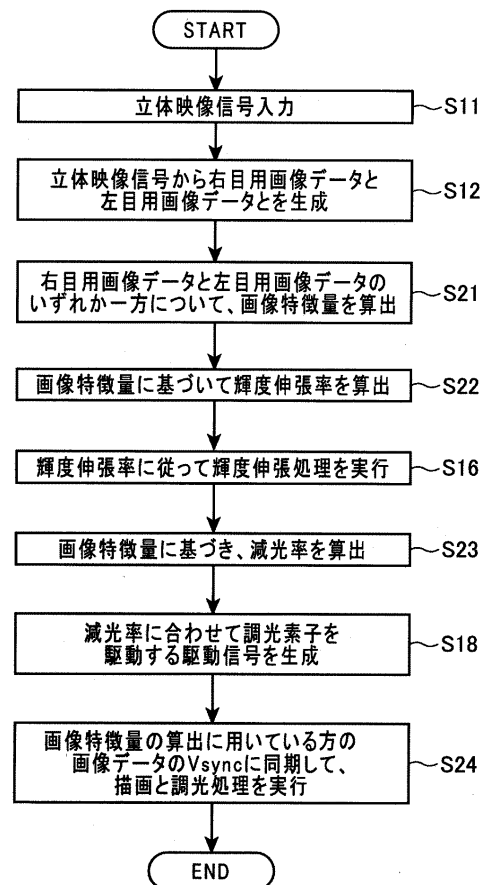 START
立体映像信号入力
S11
立体映像信号から右目用画像データと
左目用画像データとを生成
S12
右目用画像データと左目用画像データの
いずれか一方について、画像特徴量を算出
S21
画像特徴量に基づいて輝度伸張率を算出
S22
輝度伸張率に従って輝度伸張処理を実行
S16
画像特徴量に基づき、減光率を算出
S23
減光率に合わせて調光素子を
駆動する駆動信号を生成
S18
画像特徴量の算出に用いている方の
画像データのVsyncに同期して、
描画と調光処理を実行
S24
END